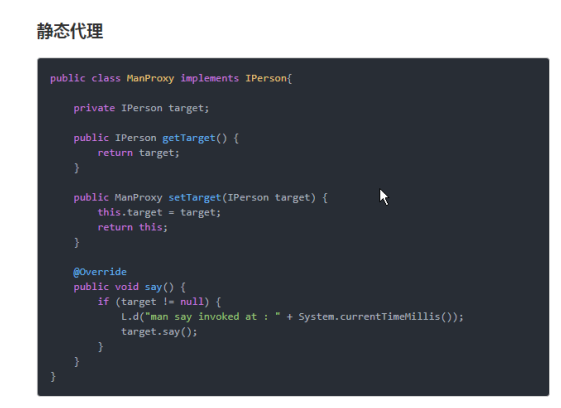 静态代理
public class ManProxy implements IPerson{
private IPerson target;
public IPerson getTarget() {
return target;
}
public ManProxy setTarget(IPerson target) {
this.target = target;
return this;
}
@Override
public void say() {
if (target != null) {
L.d("man say invoked at : " + System.currentTimeMillis());
target.say();
}
}
}